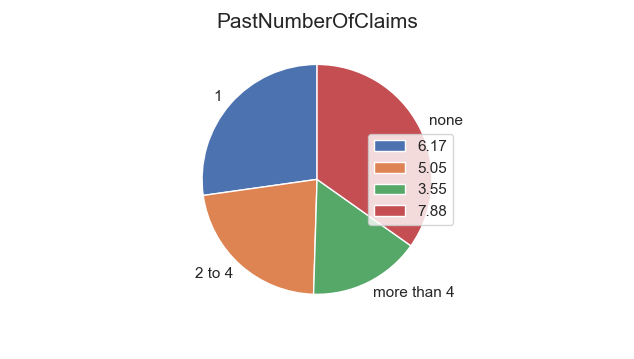 PastNumberOfClaims
1
none
6.17
5.05
3.55
7.88
2 to 4
more than 4